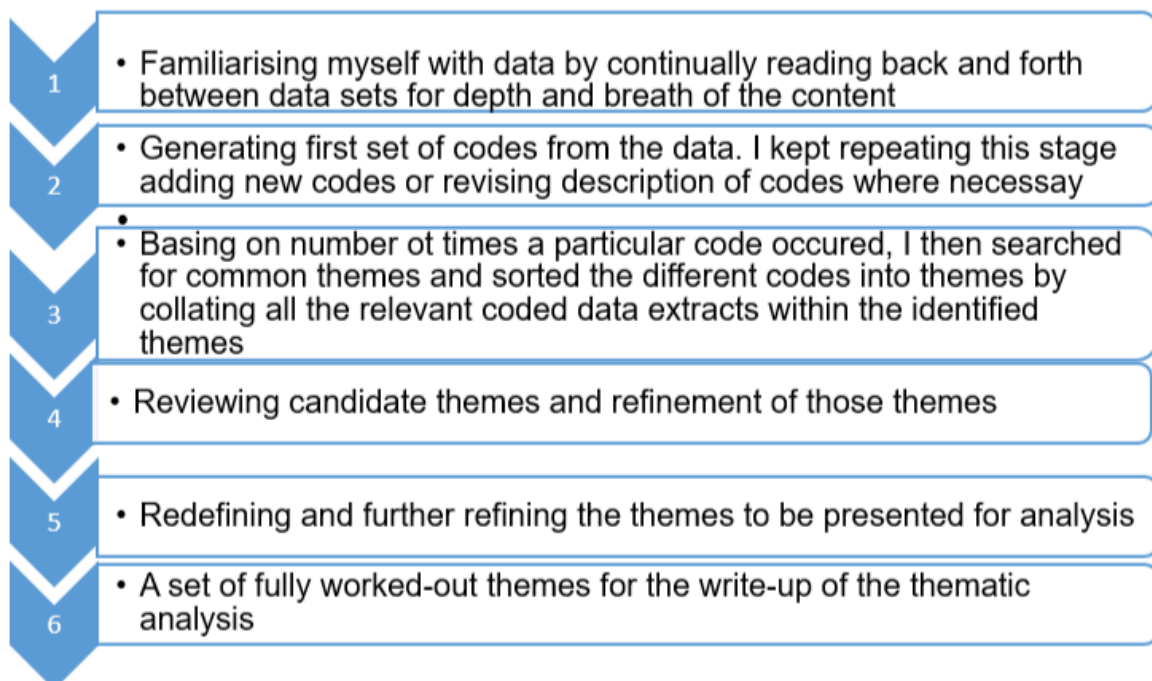 1
• Familiarising myself with data by continually reading back and forth
between data sets for depth and breath of the content
2
• Generating first set of codes from the data. I kept repeating this stage
adding new codes or revising description of codes where necessay
•
3
• Basing on number ot times a particular code occured, I then searched
for common themes and sorted the different codes into themes by
collating all the relevant coded data extracts within the identified
themes
4
• Reviewing candidate themes and refinement of those themes
5
• Redefining and further refining the themes to be presented for analysis
6
• A set of fully worked-out themes for the write-up of the thematic
analysis